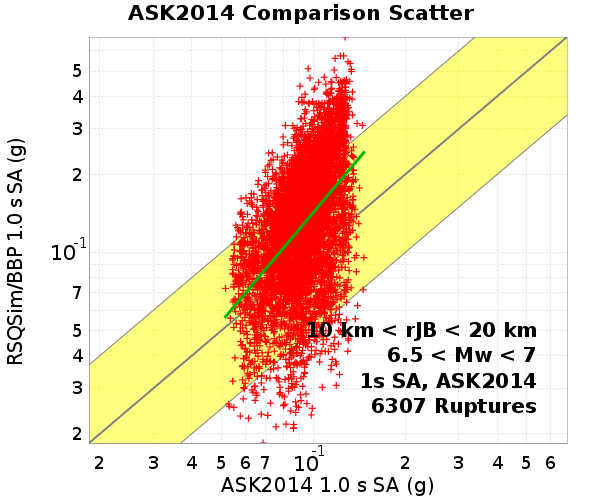 ASK2014 Comparison Scatter
RSQSim/BBP 1.0 s SA (g)
5
4
3
2
10-1
7
5
4
3
2
10 km < rJB < 20 km
6.5 < Mw < 7
1s SA, ASK2014
6307 Ruptures
2 3 4 5 6 7 10-1 2 3 4 5 6
ASK2014 1.0 s SA (g)